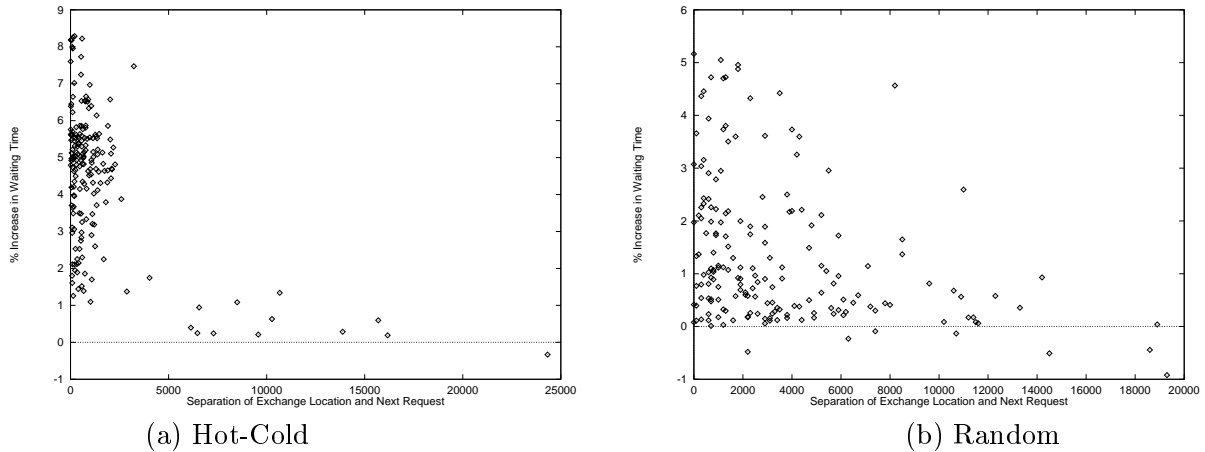 9
8
7
6
5
4
3
2
1
0
-1
% Increase in Waiting Time
0 5000 10000 15000 20000 25000
Separation of Exchange Location and Next Request
(a) Hot-Cold
6
5
4
3
2
1
0
-1
% Increase in Waiting Time
0 2000 4000 6000 8000 10000 12000 14000 16000 18000 20000
Separation of Exchange Location and Next Request
(b) Random